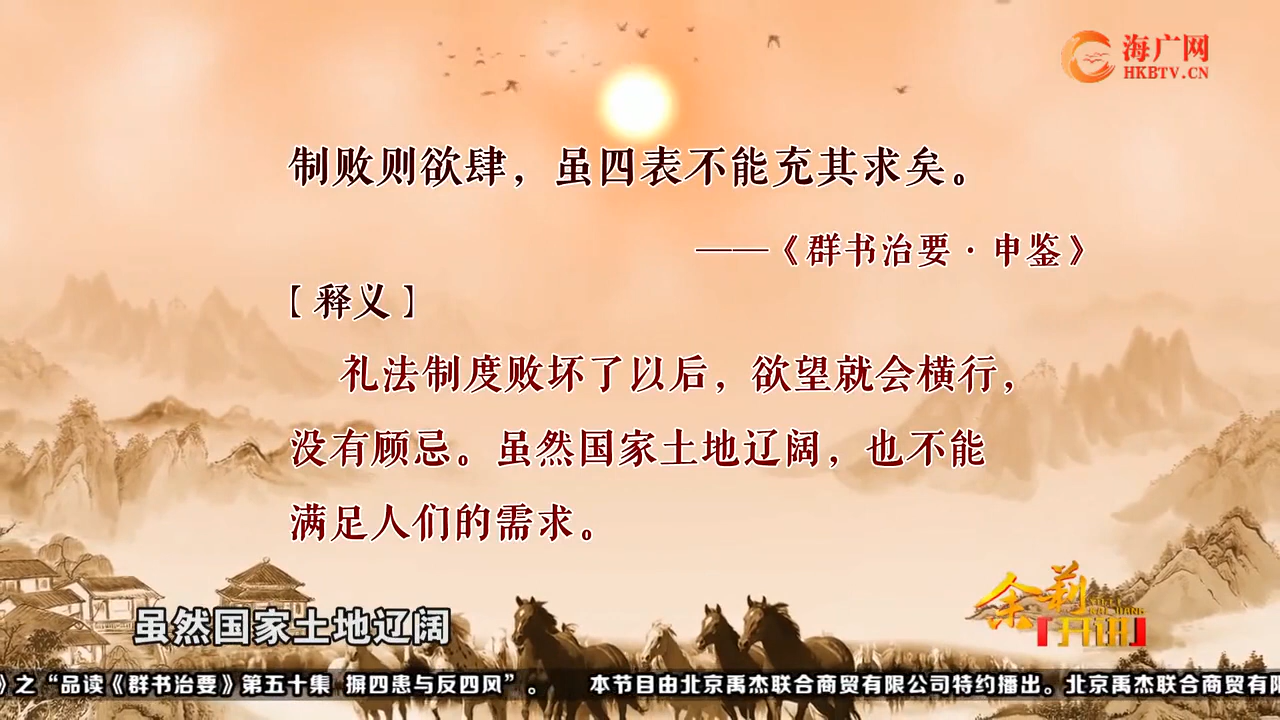 海广网
HKBTV.CN
制败则欲肆，虽四表不能充其求矣。
——《群书治要·申鉴》
【释义】
礼法制度败坏了以后，欲望就会横行，
没有顾忌。虽然国家土地辽阔，也不能
满足人们的需求。
余莉
开讲
虽然国家土地辽阔
》之“品读《群书治要》第五十集 摒四患与反四风”。 本节目由北京禹杰联合商贸有限公司特约播出。北京禹杰联合商贸有限